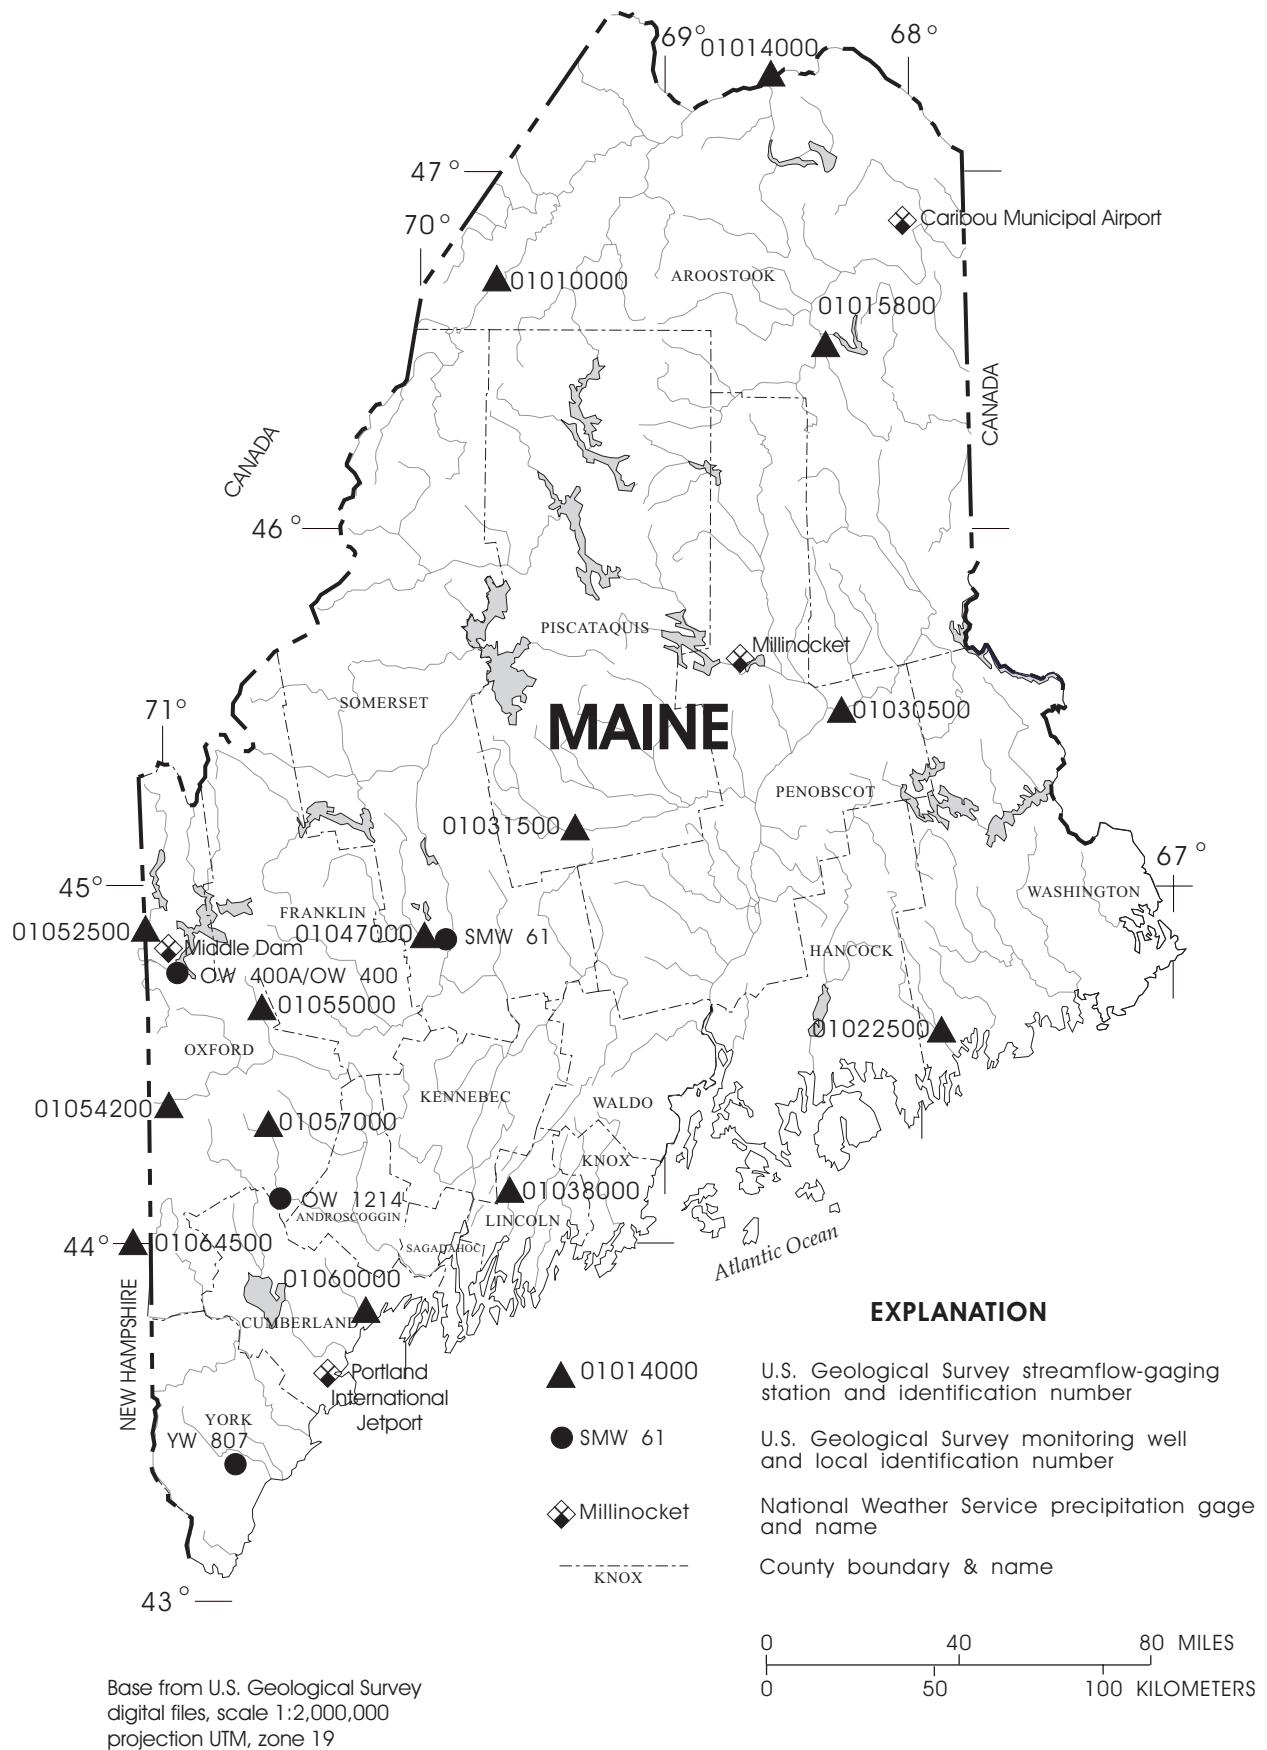 69°
01014000
68°
47°
70°
Caribou Municipal Airport
01010000
AROOSTOOK
01015800
CANADA
CANADA
46°
PISCATAQUIS
Millinocket
SOMERSET
71°
MAINE
01030500
PENOBSCOT
01031500
67°
45°
WASHINGTON
FRANKLIN
01052500
01047000
SMW 61
Middle Dam
HANCOCK
OW 400A/OW 400
01055000
01022500
OXFORD
KENNEBEC
WALDO
01054200
01057000
KNOX
01038000
OW 1214
ANDROSCOGGIN
LINCOLN
44°
01064500
SAGADAHOC
Atlantic Ocean
01060000
CUMBERLAND
NEW HAMPSHIRE
Portland
International
Jetport
YORK
YW 807
43°
EXPLANATION
01014000
U.S. Geological Survey streamflow-gaging
station and identification number
SMW 61
U.S. Geological Survey monitoring well
and local identification number
Millinocket
National Weather Service precipitation gage
and name
KNOX
County boundary & name
0 40 80 MILES
0 50 100 KILOMETERS
Base from U.S. Geological Survey
digital files, scale 1:2,000,000
projection UTM, zone 19